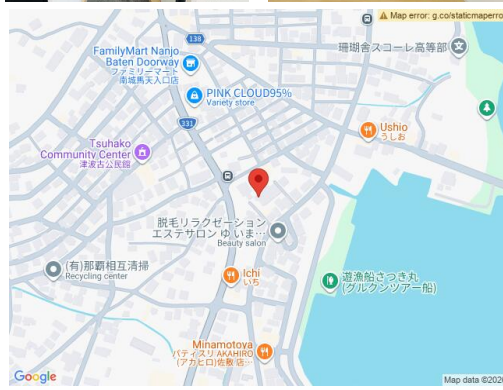 Map error: g.co/staticmaperro
138
FamilyMart Nanjo
Baten Doorway
ファミリーマート
南城馬天入口店
珊瑚舎スコーレ高等部
PINK CLOUD95%
Variety store
331
Ushio
うしお
Tsuhako
Community Center
津波古公民館
脱毛リラクゼーション
エステサロン ゆいま…
Beauty salon
(有)那覇相互清掃
Recycling center
Ichi
いち
遊漁船さつき丸
(グルクンツアー船)
Minamotoya
パティスリ AKAHIRO
(アカヒロ)佐敷店…
Google
Map data ©202